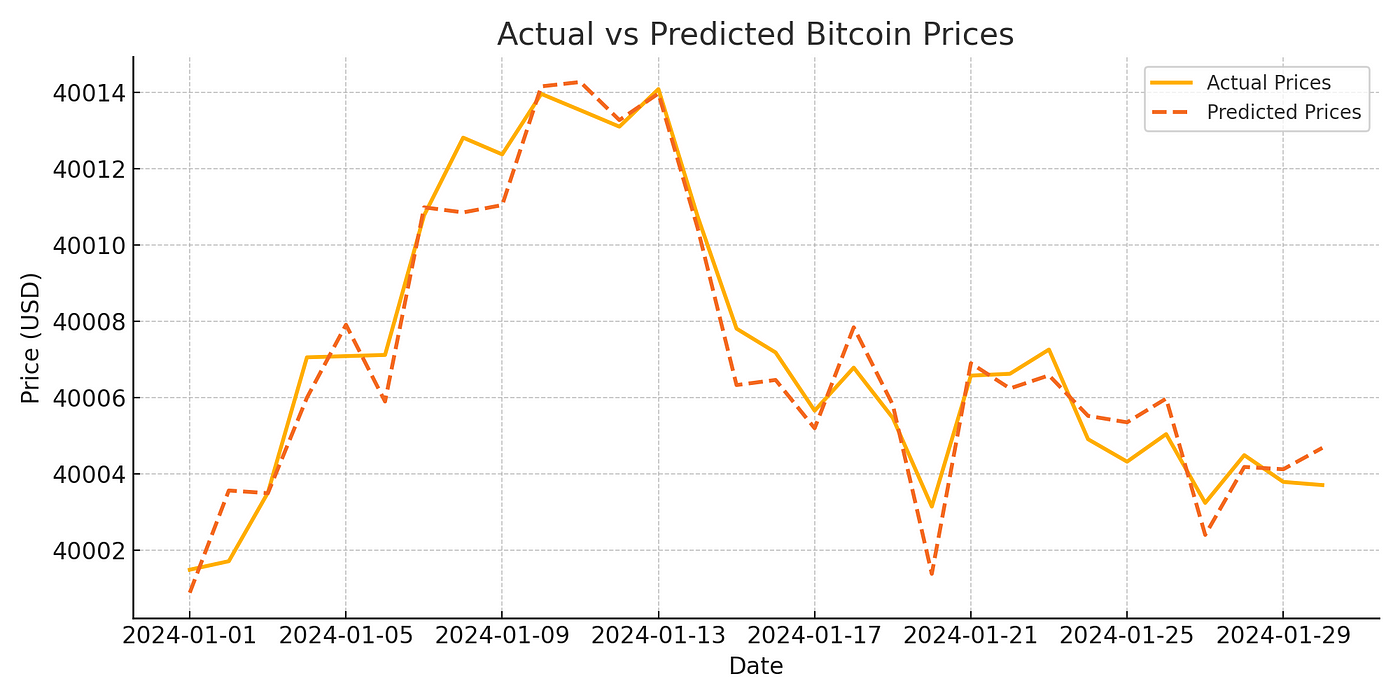 Actual vs Predicted Bitcoin Prices
Actual Prices
Predicted Prices
Price (USD)
40014
40012
40010
40008
40006
40004
40002
2024-01-01 2024-01-05 2024-01-09 2024-01-13 2024-01-17 2024-01-21 2024-01-25 2024-01-29
Date